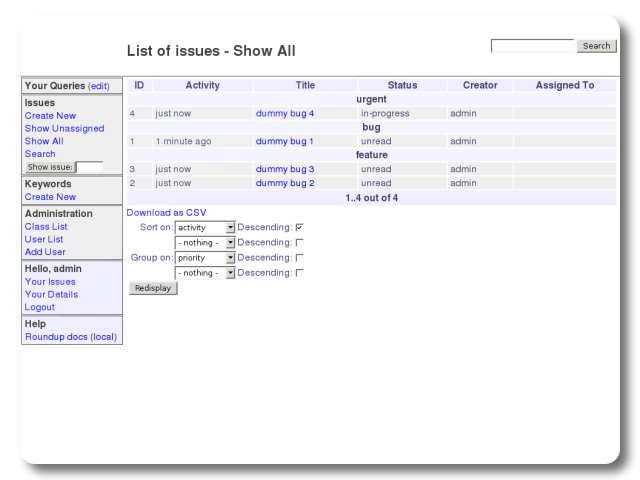 List of issues - Show All
Search
Your Queries (edit)
Issues
Create New
Show Unassigned
Show All
Search
Show issue:
Keywords
Create New
Administration
Class List
User List
Add User
Hello, admin
Your Issues
Your Details
Logout
Help
Roundup docs (local)
ID Activity Title Status Creator Assigned To
urgent
4 just now dummy bug 4 in-progress admin
bug
1 1 minute ago dummy bug 1 unread admin
feature
3 just now dummy bug 3 unread admin
2 just now dummy bug 2 unread admin
1..4 out of 4
Download as CSV
Sort on: activity Descending:
- nothing - Descending:
Group on: priority Descending:
- nothing - Descending:
Redisplay